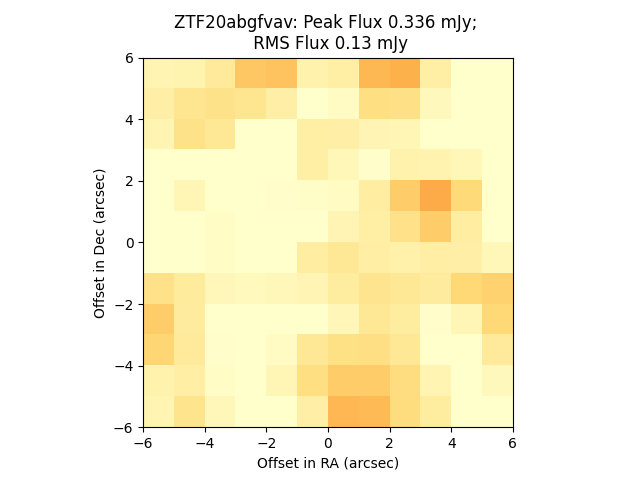 ZTF20abgfvav: Peak Flux 0.336 mJy;
RMS Flux 0.13 mJy
6
4
2
0
−2
−4
−6
Offset in Dec (arcsec)
−6 −4 −2 0 2 4 6
Offset in RA (arcsec)